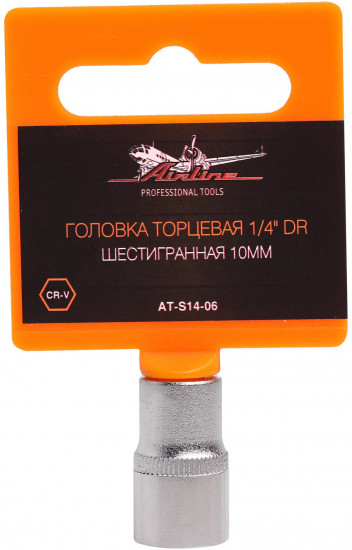 AirLine
PROFESSIONAL TOOLS
ГОЛОВКА ТОРЦЕВАЯ 1/4" DR
ШЕСТИГРАННАЯ 10ММ
CR-V
AT-S14-06